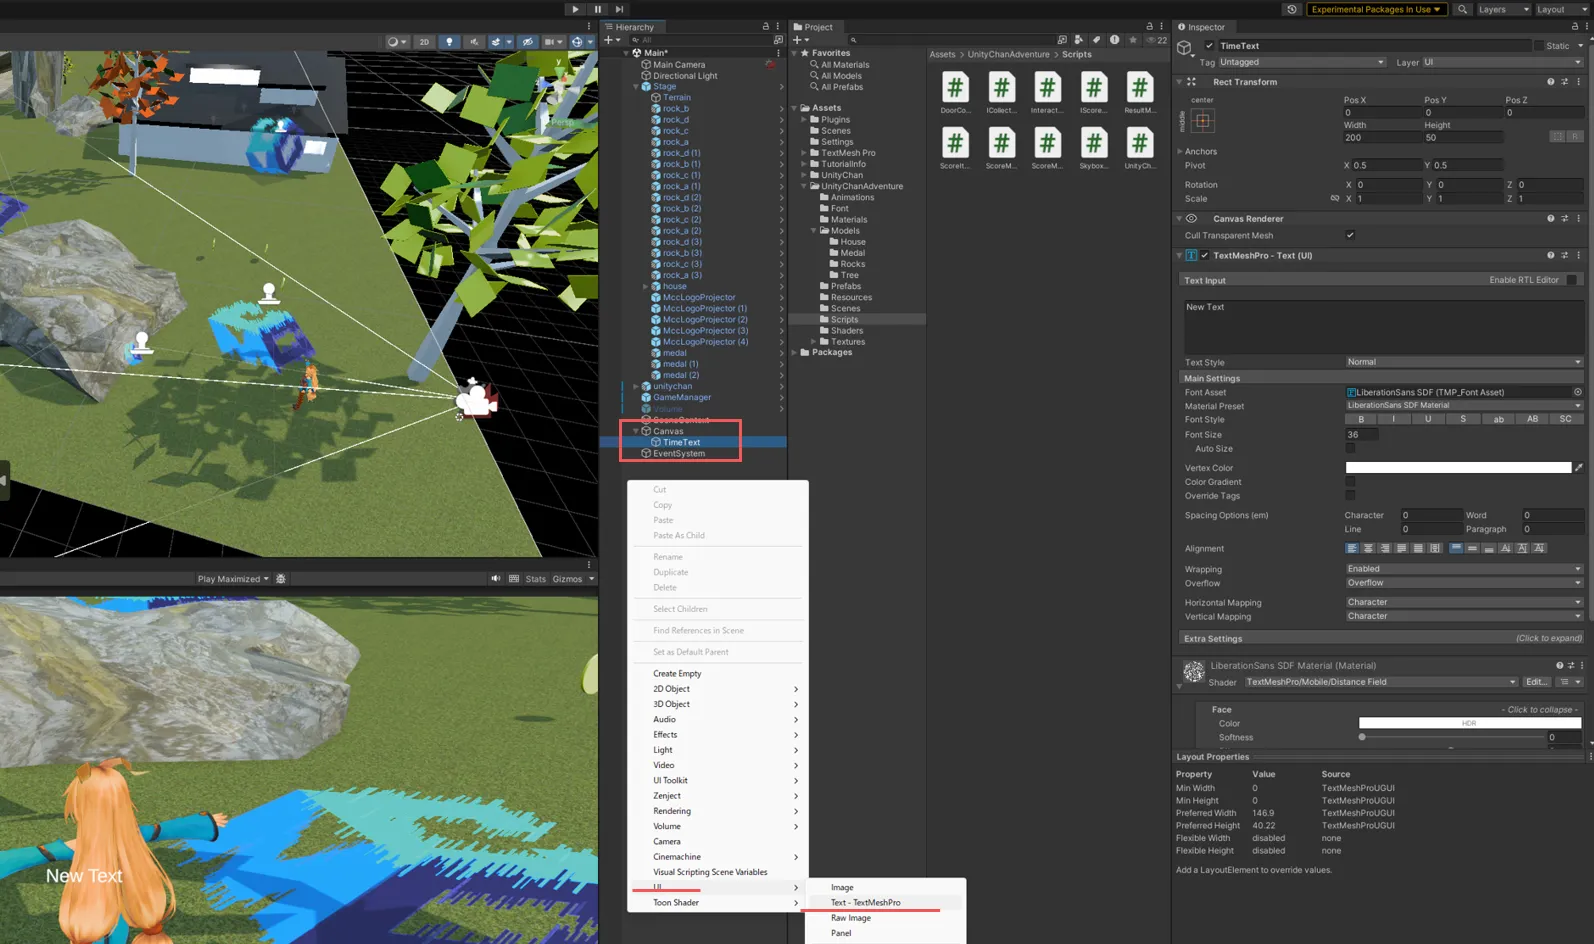 Experimental Packages In Use
Layers
Layout
2D
Persp
Play Maximized
Stats
Gizmos
New Text
Hierarchy
All
Main*
Main Camera
Directional Light
Stage
Terrain
rock_b
rock_d
rock_c
rock_a
rock_d (1)
rock_b (1)
rock_c (1)
rock_a (1)
rock_d (2)
rock_b (2)
rock_c (2)
rock_a (2)
rock_d (3)
rock_b (3)
rock_c (3)
rock_a (3)
house
MccLogoProjector
MccLogoProjector (1)
MccLogoProjector (2)
MccLogoProjector (3)
MccLogoProjector (4)
medal
medal (1)
medal (2)
unitychan
GameManager
Volume
SceneContext
Canvas
TimeText
EventSystem
Cut
Copy
Paste
Paste As Child
Rename
Duplicate
Delete
Select Children
Find References in Scene
Set as Default Parent
Create Empty
2D Object
3D Object
Audio
Effects
Light
Video
UI Toolkit
Zenject
Rendering
Volume
Camera
Cinemachine
Visual Scripting Scene Variables
UI
Toon Shader
Image
Text - TextMeshPro
Raw Image
Panel
Project
22
Favorites
All Materials
All Models
All Prefabs
Assets
Plugins
Scenes
Settings
TextMesh Pro
TutorialInfo
UnityChan
UnityChanAdventure
Animations
Font
Materials
Models
House
Medal
Rocks
Tree
Prefabs
Resources
Scenes
Scripts
Shaders
Textures
Packages
Assets > UnityChanAdventure > Scripts
DoorCo... ICollect... Interact... IScore... ResultM...
ScoreIt... ScoreM... ScoreM... Skybox... UnityCh...
Inspector
TimeText Static
Tag Untagged Layer UI
Rect Transform
center
middle
Pos X Pos Y Pos Z
0 0 0
Width Height
200 50
R
Anchors
Pivot X 0.5 Y 0.5
Rotation X 0 Y 0 Z 0
Scale X 1 Y 1 Z 1
Canvas Renderer
Cull Transparent Mesh
TextMeshPro - Text (UI)
Text Input Enable RTL Editor
New Text
Text Style Normal
Main Settings
Font Asset LiberationSans SDF (TMP_Font Asset)
Material Preset LiberationSans SDF Material
Font Style B I U S ab AB SC
Font Size 36
Auto Size
Vertex Color
Color Gradient
Override Tags
Spacing Options (em) Character 0 Word 0
Line 0 Paragraph 0
Alignment
Wrapping Enabled
Overflow Overflow
Horizontal Mapping Character
Vertical Mapping Character
Extra Settings (Click to expand)
LiberationSans SDF Material (Material)
Shader TextMeshPro/Mobile/Distance Field Edit...
Face - Click to collapse -
Color HDR
Softness 0
Layout Properties
Property Value Source
Min Width 0 TextMeshProUGUI
Min Height 0 TextMeshProUGUI
Preferred Width 146.9 TextMeshProUGUI
Preferred Height 40.22 TextMeshProUGUI
Flexible Width disabled none
Flexible Height disabled none
Add a LayoutElement to override values.